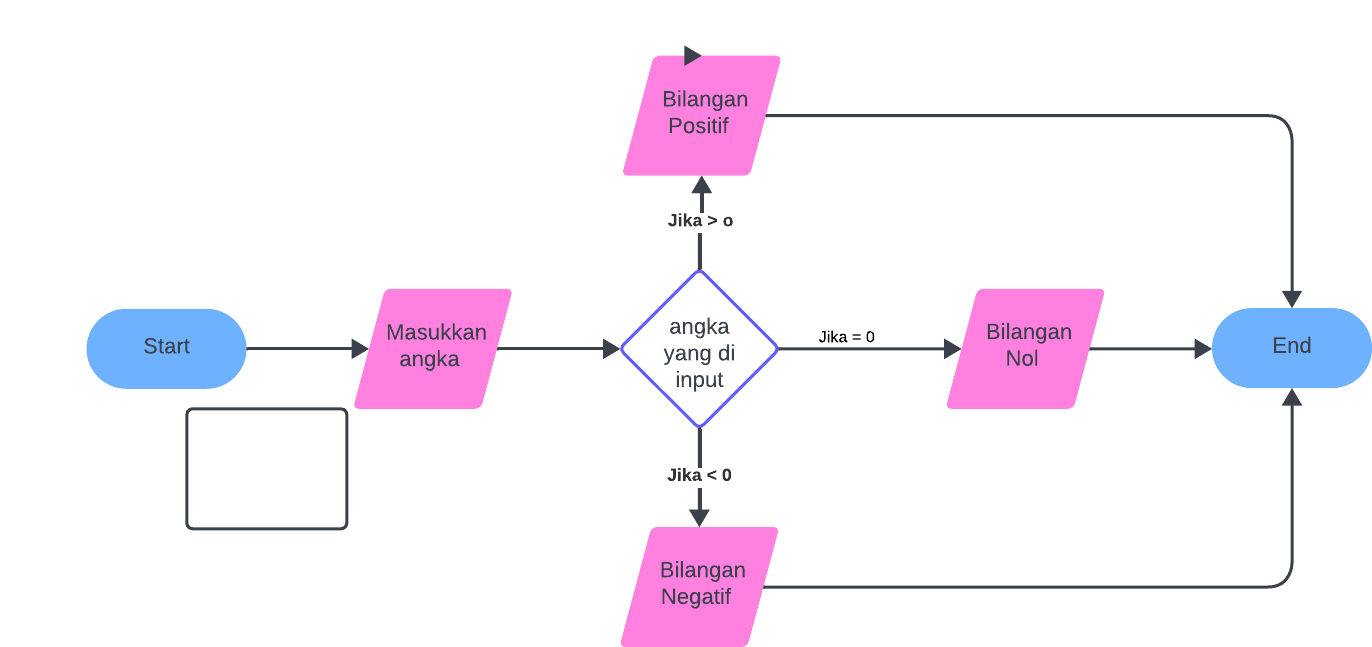 Bilangan
Positif
Jika > o
Start
Masukkan
angka
angka
yang di
input
Jika = 0
Bilangan
Nol
End
Jika < 0
Bilangan
Negatif